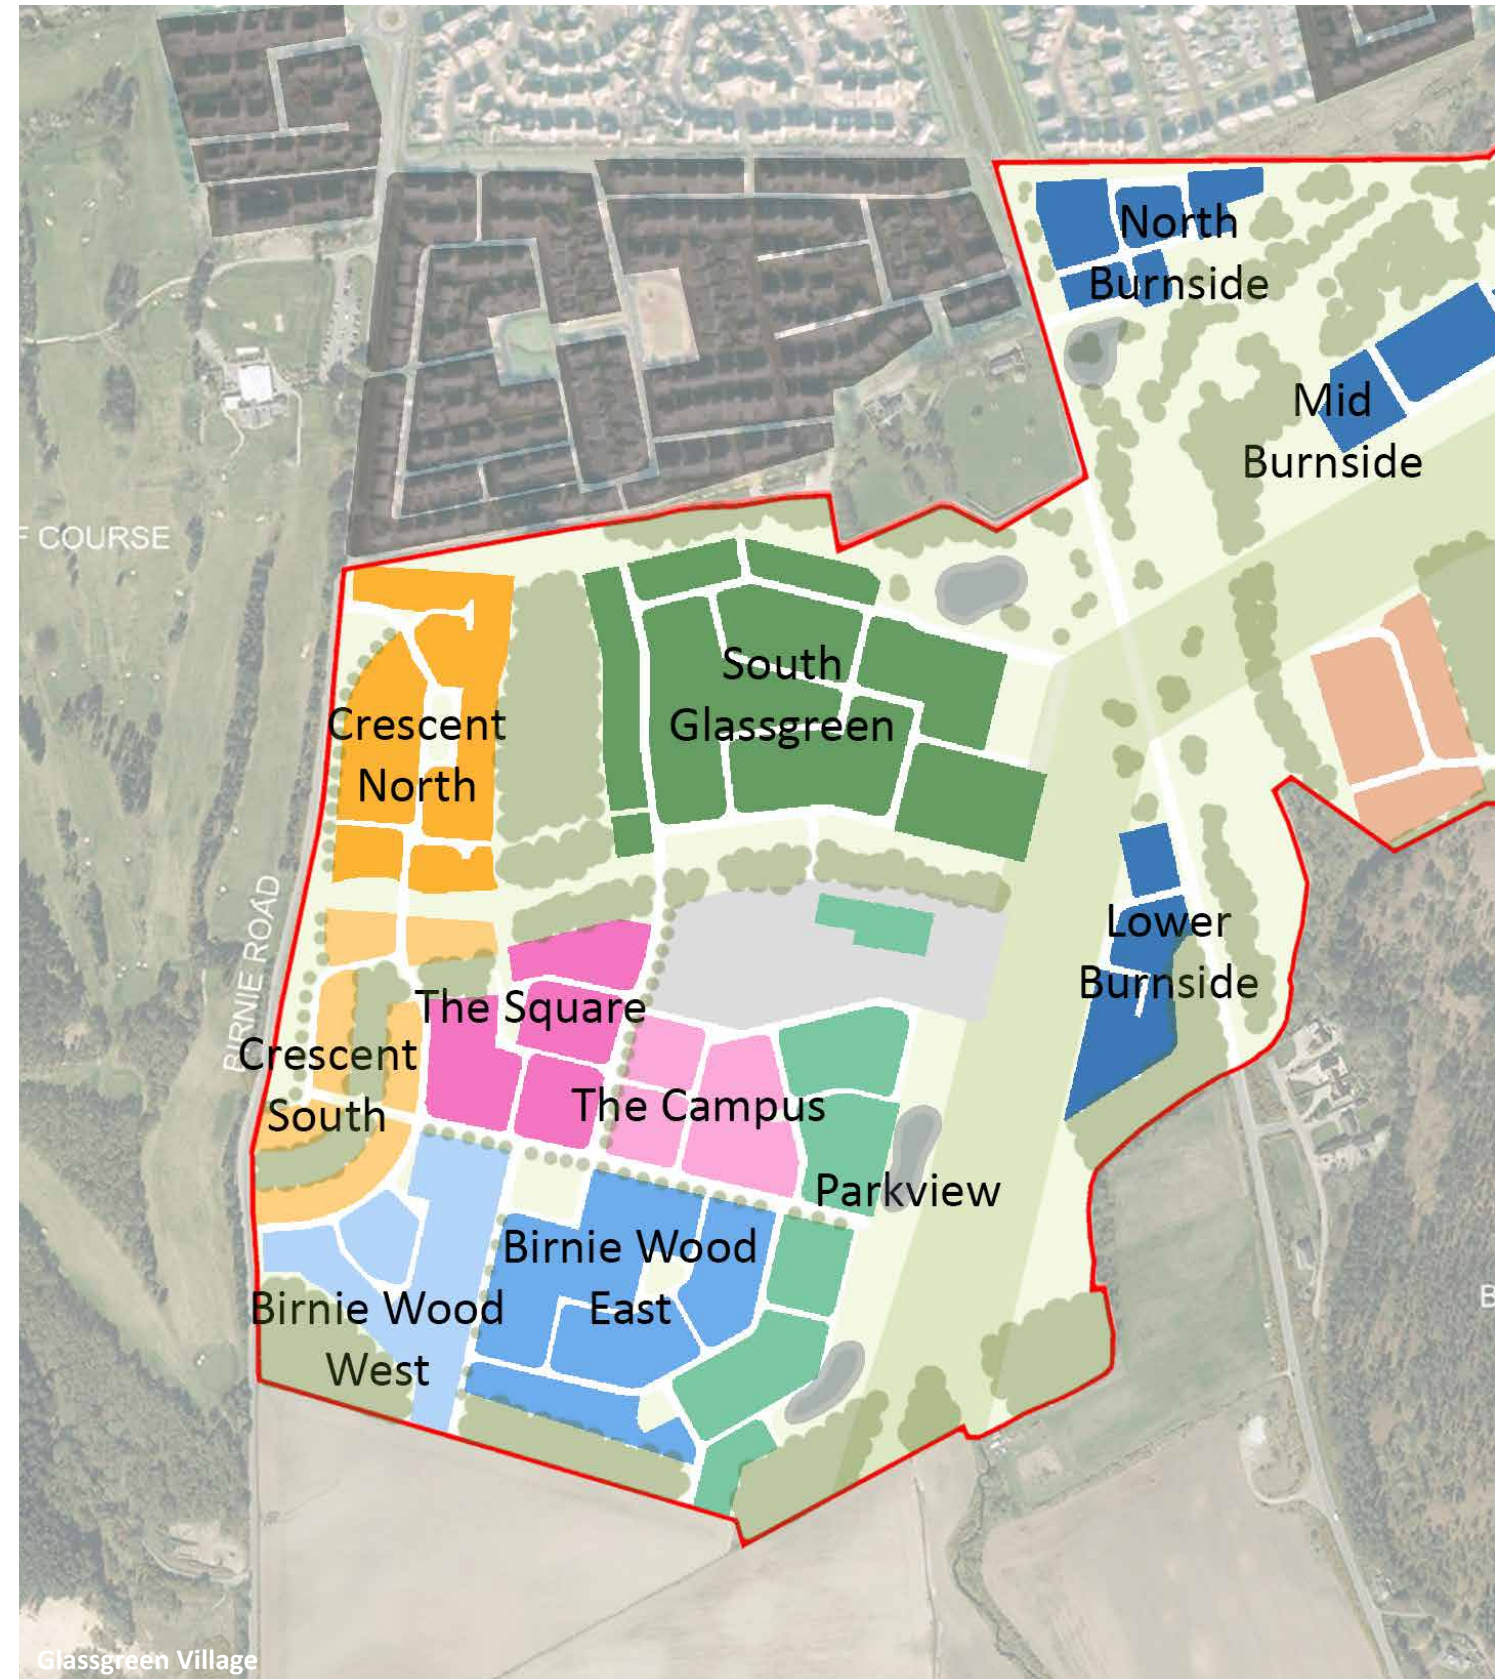 North
Burnside
Mid
Burnside
F COURSE
South
Glassgreen
Crescent
North
BIRNIE ROAD
Lower
Burnside
The Square
Crescent
South
The Campus
Parkview
Birnie Wood
East
Birnie Wood
West
B
Glassgreen Village